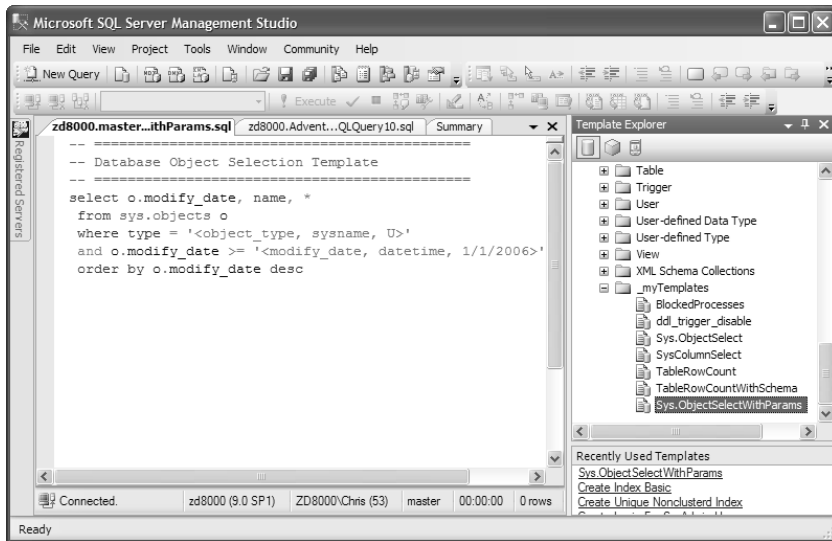 Microsoft SQL Server Management Studio
File Edit View Project Tools Window Community Help
New Query
Execute
zd8000.master...ithParams.sql zd8000.Advent...QLQuery10.sql Summary
Template Explorer
Registered Servers
-- =============================================
-- Database Object Selection Template
-- =============================================
select o.modify_date, name, *
from sys.objects o
where type = '<object_type, sysname, U>'
and o.modify_date >= '<modify_date, datetime, 1/1/2006>'
order by o.modify_date desc
Table
Trigger
User
User-defined Data Type
User-defined Type
View
XML Schema Collections
_myTemplates
BlockedProcesses
ddl_trigger_disable
Sys.ObjectSelect
SysColumnSelect
TableRowCount
TableRowCountWithSchema
Sys.ObjectSelectWithParams
Recently Used Templates
Sys.ObjectSelectWithParams
Create Index Basic
Create Unique Nonclusterd Index
Connected. zd8000 (9.0 SP1) ZD8000\Chris (53) master 00:00:00 0 rows
Ready